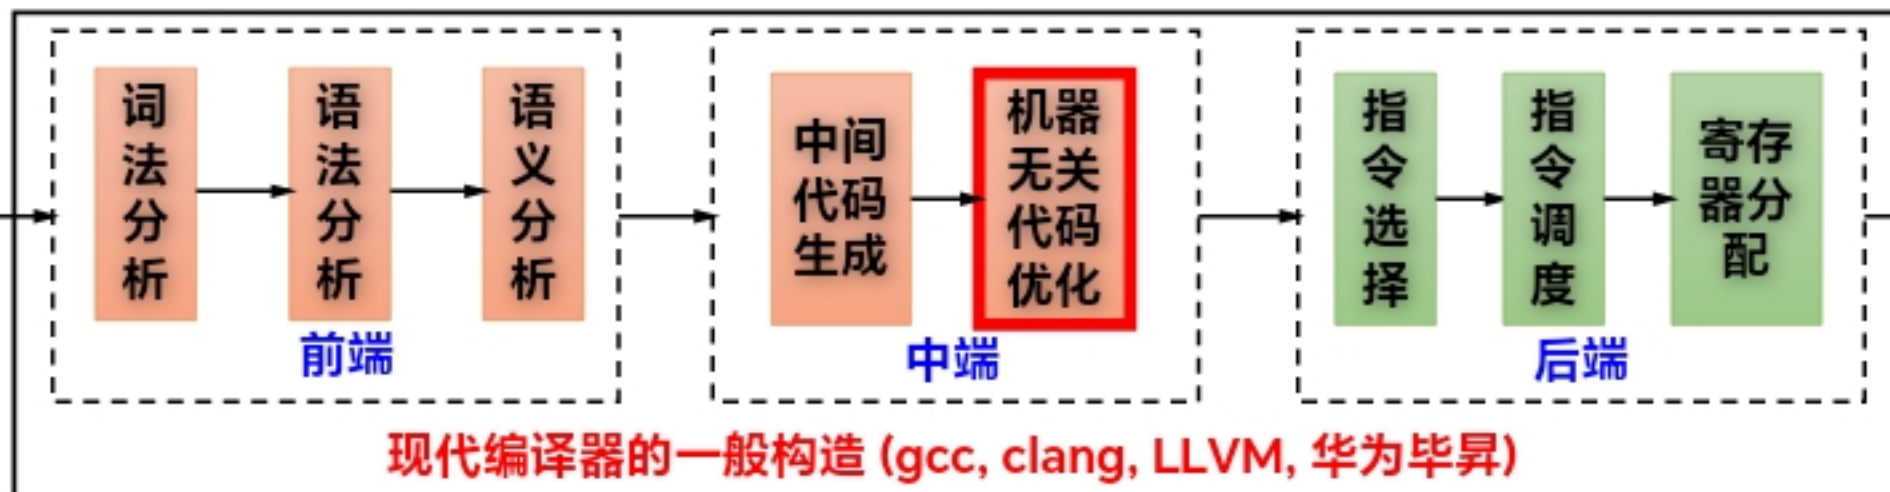 词
法
分
析
语
法
分
析
语
义
分
析
前端
中间
代码
生成
机器
无关
代码
优化
中端
指
令
选
择
指
令
调
度
寄存
器分
配
后端
现代编译器的一般构造 (gcc, clang, LLVM, 华为毕昇)